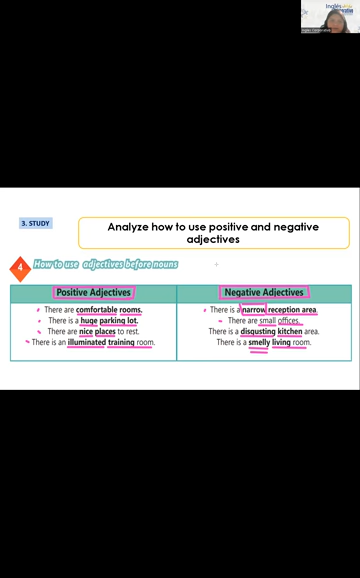 Inglés
3. STUDY
Analyze how to use positive and negative
adjectives
4 How to use adjectives before nouns
Positive Adjectives
There are comfortable rooms.
There is a huge parking lot.
There are nice places to rest.
There is an illuminated training room.
Negative Adjectives
There is a narrow reception area.
There are small offices.
There is a disgusting kitchen area.
There is a smelly living room.